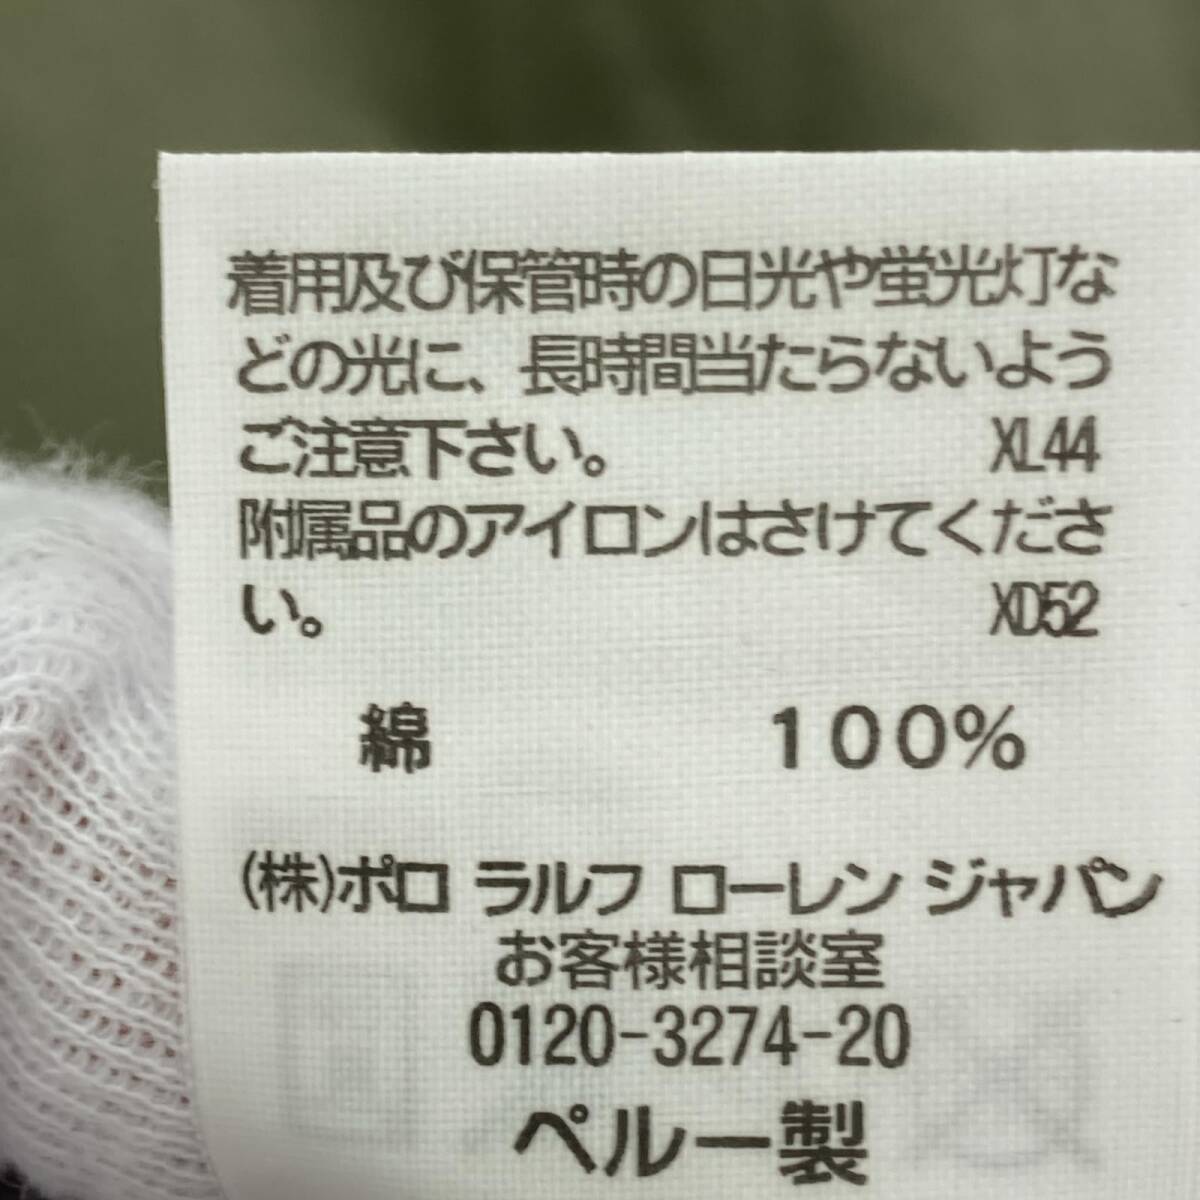 着用及び保管時の日光や蛍光灯な
どの光に、長時間当たらないよう
ご注意下さい。 XL44
附属品のアイロンはさけてくださ
い。 XD52
綿 100%
(株)ポロ ラルフ ローレン ジャパン
お客様相談室
0120-3274-20
ペルー製